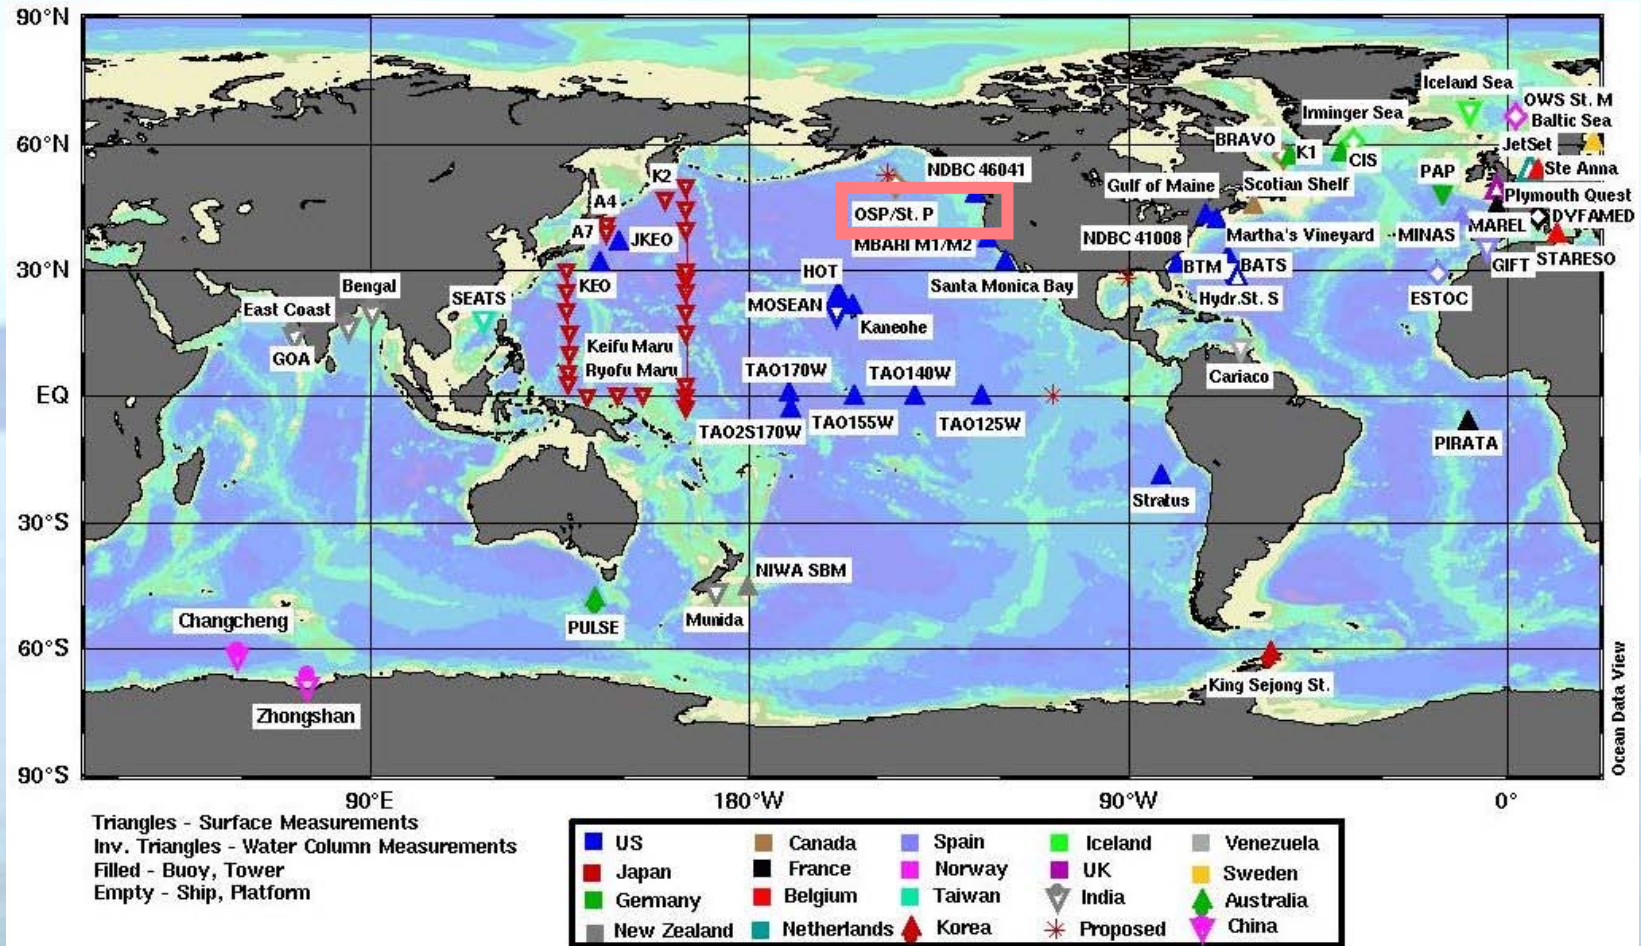 90°N
Iceland Sea
OWS St. M
Irminger Sea
Baltic Sea
BRAVO
JetSet
60°N
K1
CIS
NDBC 46041
PAP
Ste Anna
K2
Gulf of Maine
Scotian Shelf
Plymouth Quest
A4
OSP/St. P
DYFAMED
A7
JKEO
MBARI M1/M2
NDBC 41008
Martha's Vineyard
MINAS
MAREL
STARESO
30°N
HOT
BTM
BATS
GIFT
Bengal
KEO
Santa Monica Bay
SEATS
MOSEAN
Hydr.St. S
ESTOC
East Coast
Kaneohe
GOA
Keifu Maru
Ryofu Maru
TAO170W
TAO140W
Cariaco
EQ
TAO2S170W
TAO155W
TAO125W
PIRATA
Stratus
30°S
NIWA SBM
Changcheng
PULSE
Munida
60°S
King Sejong St.
Zhongshan
90°S
90°E
180°W
90°W
0°
Ocean Data View
Triangles - Surface Measurements
Inv. Triangles - Water Column Measurements
Filled - Buoy, Tower
Empty - Ship, Platform
US
Canada
Spain
Iceland
Venezuela
Japan
France
Norway
UK
Sweden
Germany
Belgium
Taiwan
India
Australia
New Zealand
Netherlands
Korea
Proposed
China